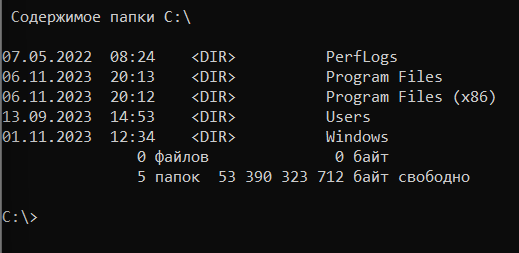 Содержимое папки C:\
07.05.2022  08:24    <DIR>          PerfLogs
06.11.2023  20:13    <DIR>          Program Files
06.11.2023  20:12    <DIR>          Program Files (x86)
13.09.2023  14:53    <DIR>          Users
01.11.2023  12:34    <DIR>          Windows
0 файлов              0 байт
5 папок  53 390 323 712 байт свободно
C:\>